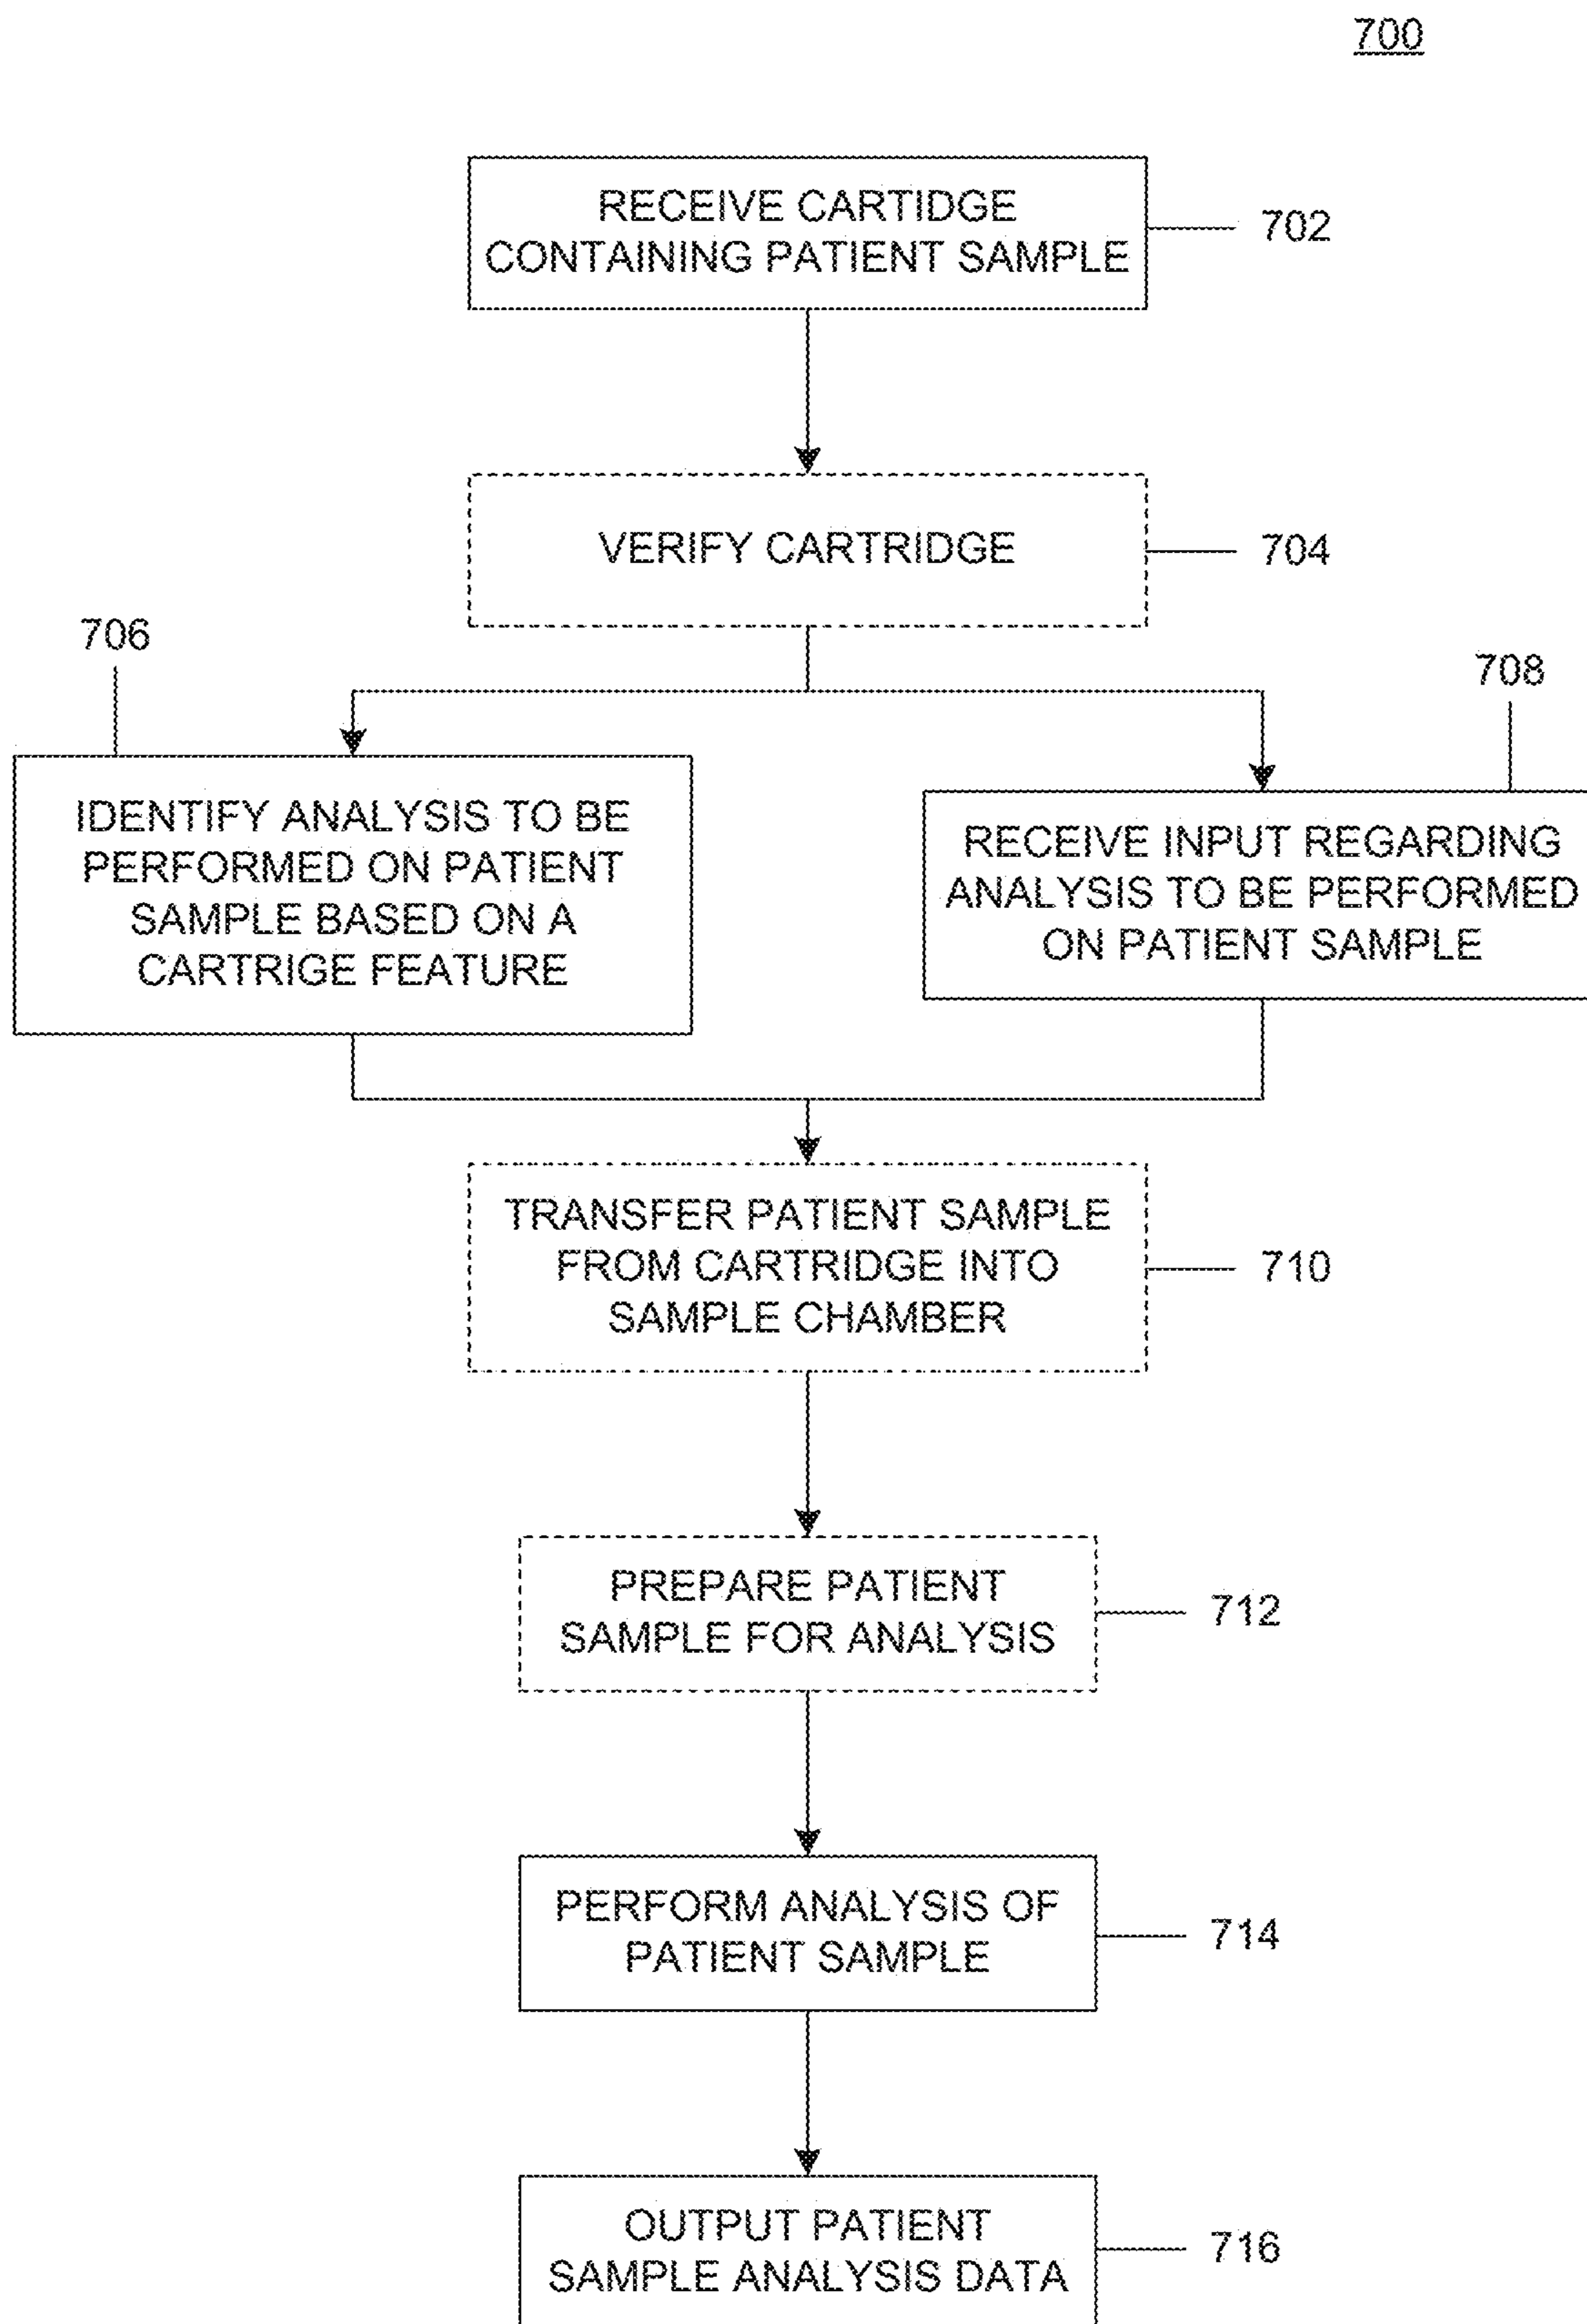 700
RECEIVE CARTIDGE
CONTAINING PATIENT SAMPLE
702
VERIFY CARTRIDGE
704
706
708
IDENTIFY ANALYSIS TO BE
PERFORMED ON PATIENT
SAMPLE BASED ON A
CARTRIGE FEATURE
RECEIVE INPUT REGARDING
ANALYSIS TO BE PERFORMED
ON PATIENT SAMPLE
TRANSFER PATIENT SAMPLE
FROM CARTRIDGE INTO
SAMPLE CHAMBER
710
PREPARE PATIENT
SAMPLE FOR ANALYSIS
712
PERFORM ANALYSIS OF
PATIENT SAMPLE
714
OUTPUT PATIENT
SAMPLE ANALYSIS DATA
716